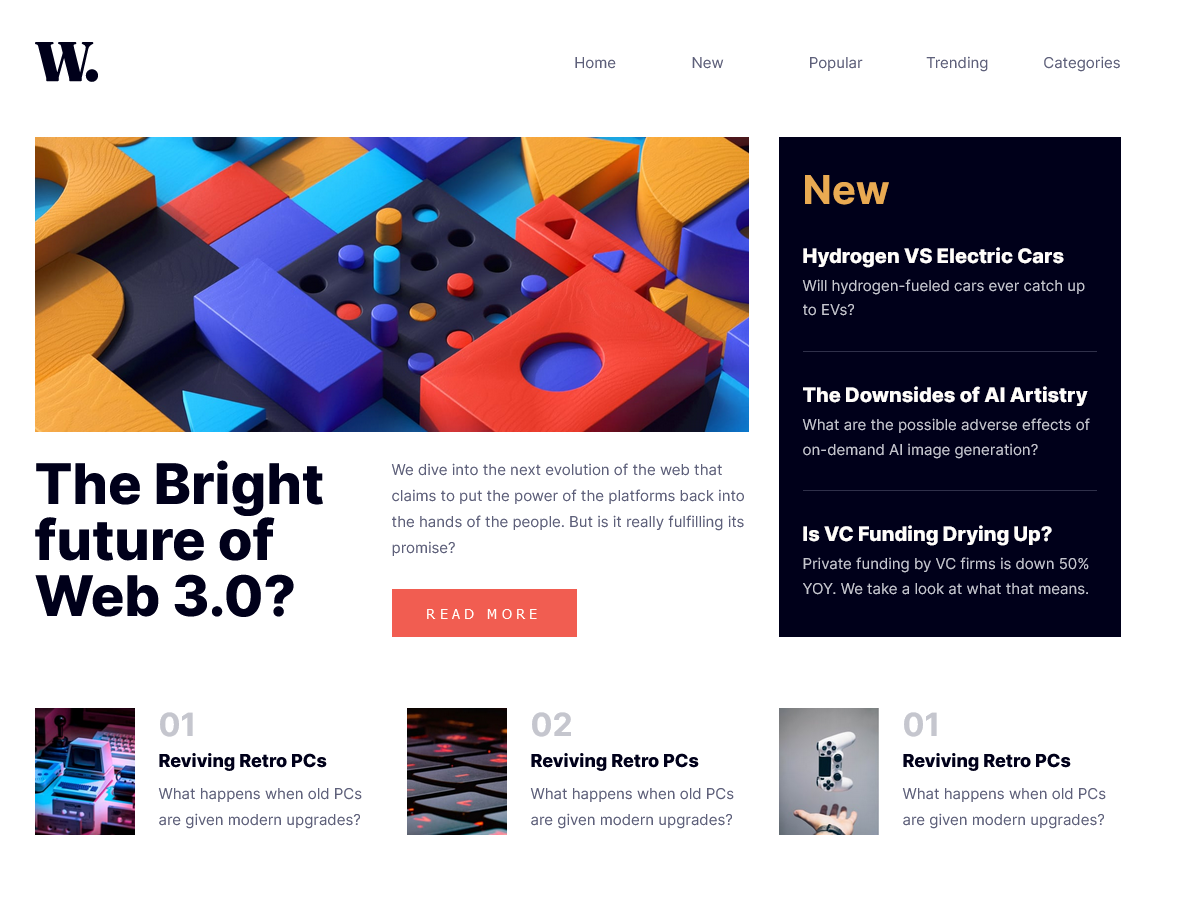 W.
Home New Popular Trending Categories
New
Hydrogen VS Electric Cars
Will hydrogen-fueled cars ever catch up
to EVs?
The Downsides of AI Artistry
What are the possible adverse effects of
on-demand AI image generation?
Is VC Funding Drying Up?
Private funding by VC firms is down 50%
YOY. We take a look at what that means.
The Bright
future of
Web 3.0?
We dive into the next evolution of the web that
claims to put the power of the platforms back into
the hands of the people. But is it really fulfilling its
promise?
READ MORE
01
Reviving Retro PCs
What happens when old PCs
are given modern upgrades?
02
Reviving Retro PCs
What happens when old PCs
are given modern upgrades?
01
Reviving Retro PCs
What happens when old PCs
are given modern upgrades?